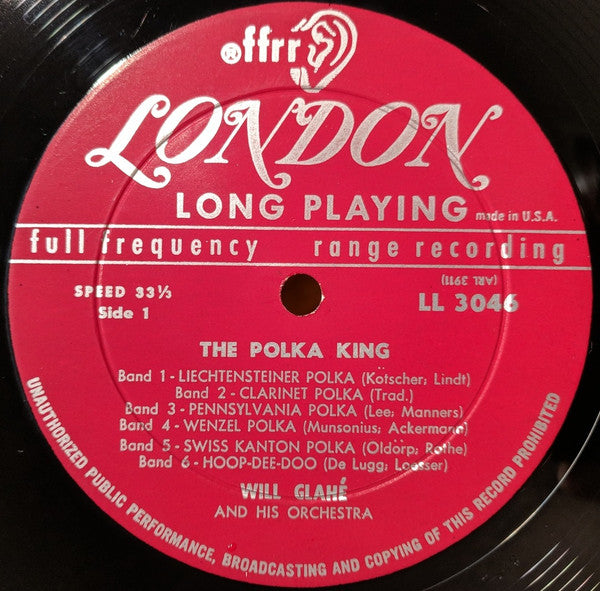 ®ffrr
LONDON
LONG PLAYING made in U.S.A.
full frequency range recording
SPEED 33⅓
Side 1
(ARL 3911)
LL 3046
THE POLKA KING
Band 1 - LIECHTENSTEINER POLKA (Kotscher; Lindt)
Band 2 - CLARINET POLKA (Trad.)
Band 3 - PENNSYLVANIA POLKA (Lee; Manners)
Band 4 - WENZEL POLKA (Munsonius; Ackermann)
Band 5 - SWISS KANTON POLKA (Oldörp; Rothe)
Band 6 - HOOP-DEE-DOO (De Lugg; Loesser)
WILL GLAHÉ
AND HIS ORCHESTRA
UNAUTHORIZED PUBLIC PERFORMANCE, BROADCASTING AND COPYING OF THIS RECORD PROHIBITED